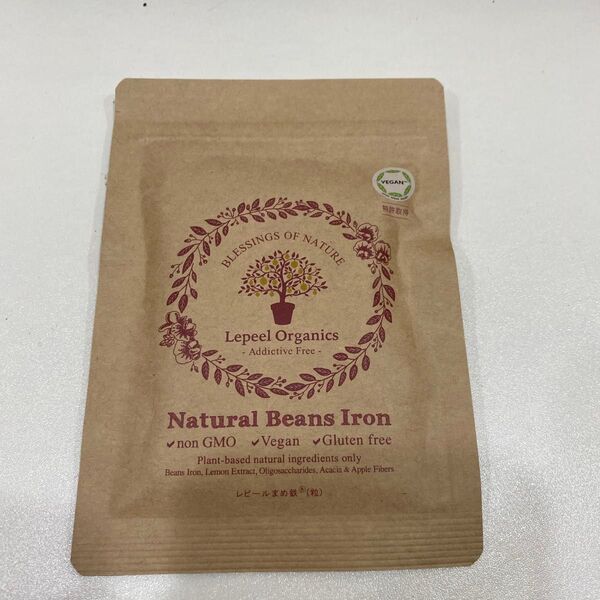 VEGAN
特許取得
BLESSINGS OF NATURE
Lepeel Organics
- Addictive Free -
Natural Beans Iron
✓non GMO ✓Vegan ✓Gluten free
Plant-based natural ingredients only
Beans Iron, Lemon Extract, Oligosaccharides, Acacia & Apple Fibers
レピールまめ鉄®(粒)